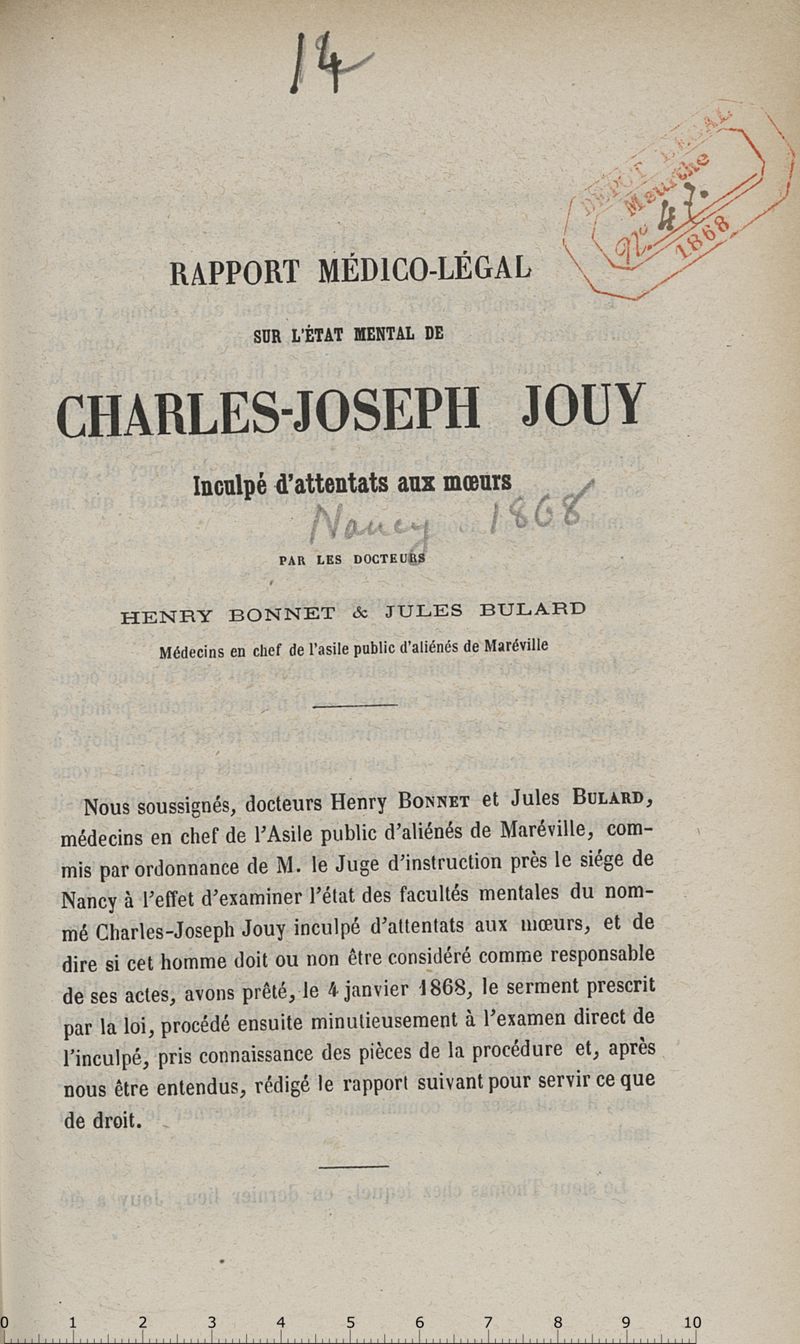 14
DEPOT LEGAL
Meurthe
N° 47.
1868
RAPPORT MÉDICO-LÉGAL
SUR L'ÉTAT MENTAL DE
CHARLES-JOSEPH JOUY
Inculpé d'attentats aux mœurs
Nancy 1868
PAR LES DOCTEURS
HENRY BONNET & JULES BULARD
Médecins en chef de l'asile public d'aliénés de Maréville
Nous soussignés, docteurs Henry BONNET et Jules BULARD,
médecins en chef de l'Asile public d'aliénés de Maréville, com-
mis par ordonnance de M. le Juge d'instruction près le siége de
Nancy à l'effet d'examiner l'état des facultés mentales du nom-
mé Charles-Joseph Jouy inculpé d'attentats aux mœurs, et de
dire si cet homme doit ou non être considéré comme responsable
de ses actes, avons prêté, le 4 janvier 1868, le serment prescrit
par la loi, procédé ensuite minutieusement à l'examen direct de
l'inculpé, pris connaissance des pièces de la procédure et, après
nous être entendus, rédigé le rapport suivant pour servir ce que
de droit.
0 1 2 3 4 5 6 7 8 9 10